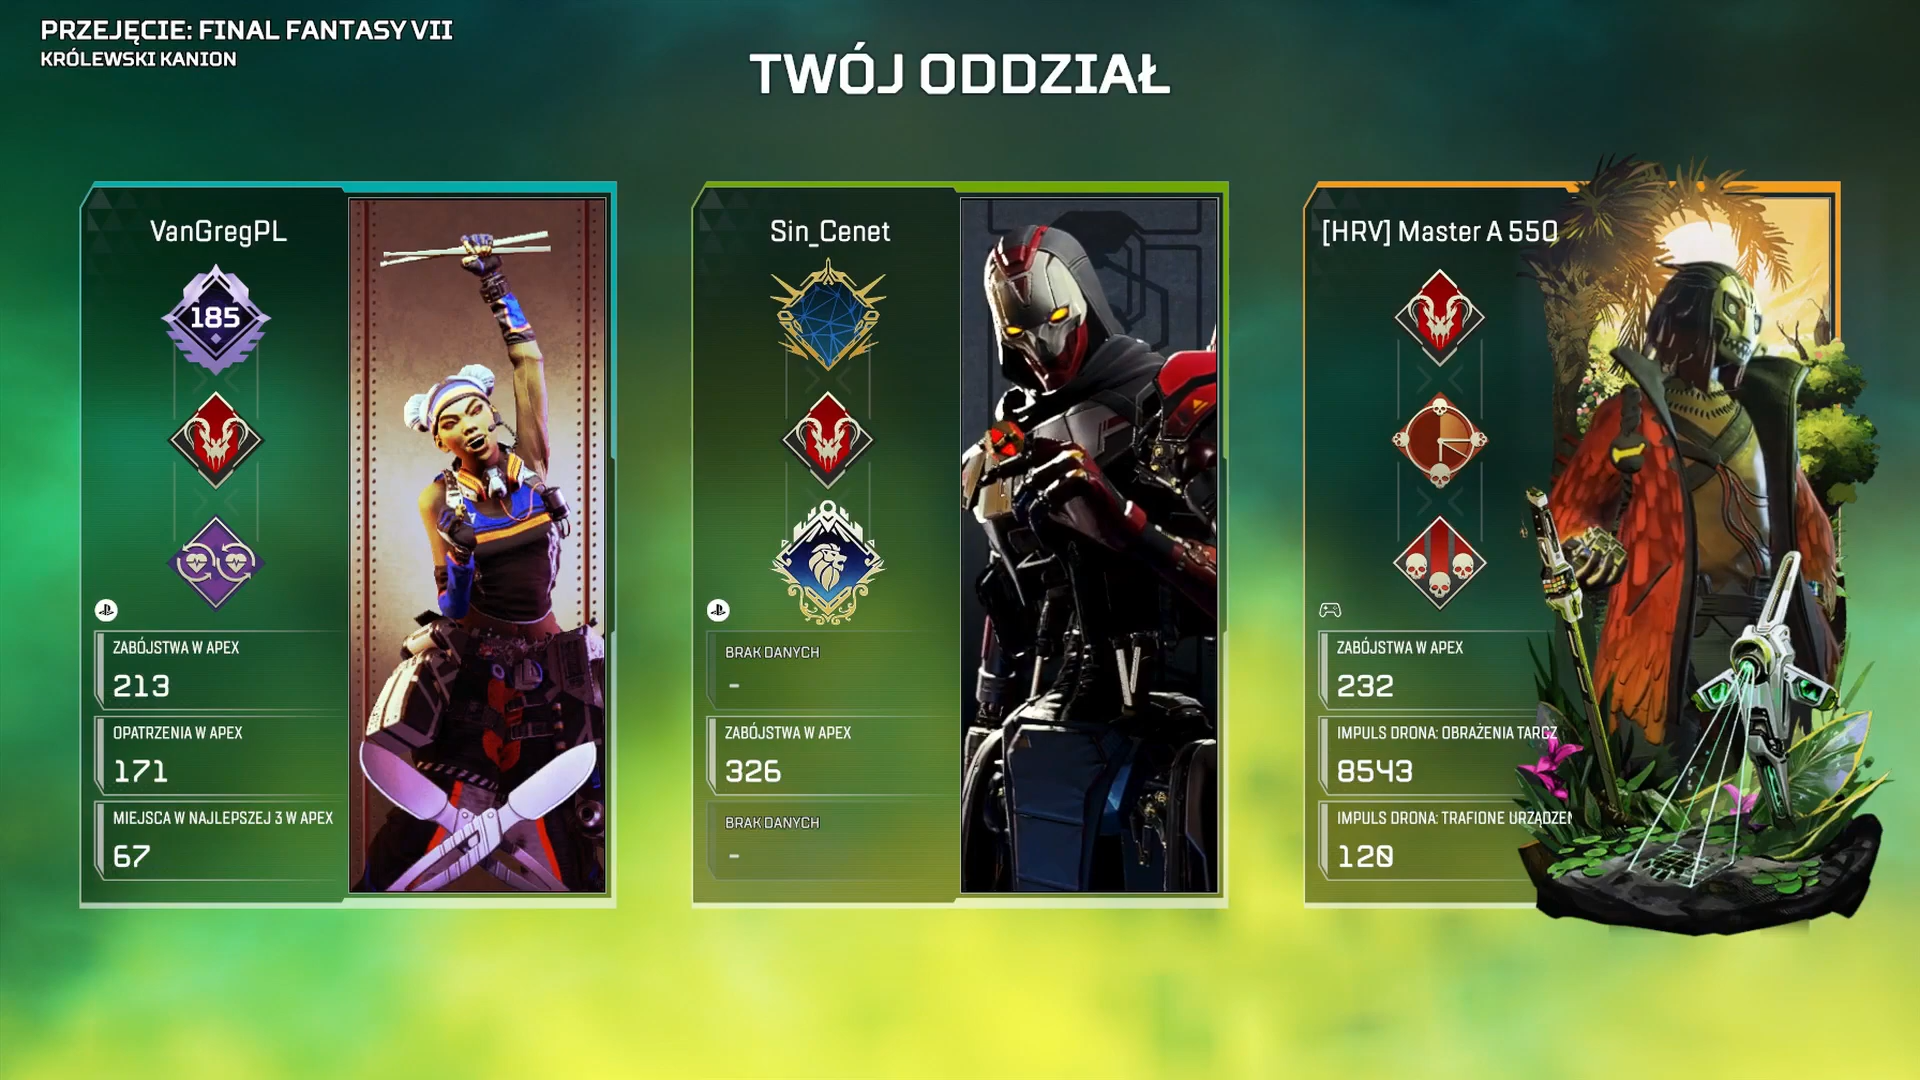 PRZEJĘCIE: FINAL FANTASY VII
KRÓLEWSKI KANION
TWÓJ ODDZIAŁ
VanGregPL
185
ZABÓJSTWA W APEX
213
OPATRZENIA W APEX
171
MIEJSCA W NAJLEPSZEJ 3 W APEX
67
Sin_Cenet
BRAK DANYCH
-
ZABÓJSTWA W APEX
326
BRAK DANYCH
-
[HRV] Master A 550
ZABÓJSTWA W APEX
232
IMPULS DRONA: OBRAŻENIA TARCZ
8543
IMPULS DRONA: TRAFIONE URZĄDZEN
120